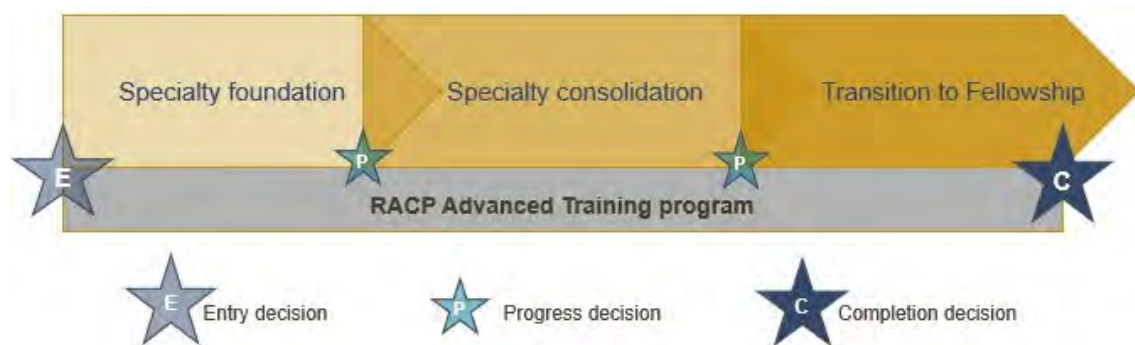 Specialty foundation
Specialty consolidation
Transition to Fellowship
E
P
P
C
RACP Advanced Training program
E
Entry decision
P
Progress decision
C
Completion decision